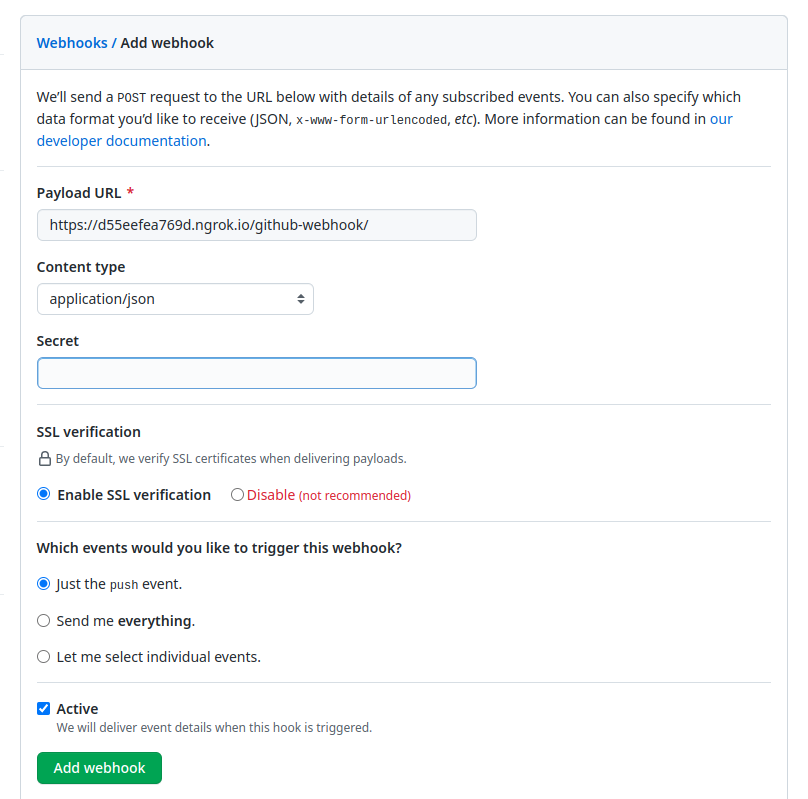 Webhooks / Add webhook
We’ll send a POST request to the URL below with details of any subscribed events. You can also specify which
data format you’d like to receive (JSON, x-www-form-urlencoded, etc). More information can be found in our
developer documentation.
Payload URL *
https://d55eefea769d.ngrok.io/github-webhook/
Content type
application/json
Secret
SSL verification
By default, we verify SSL certificates when delivering payloads.
Enable SSL verification Disable (not recommended)
Which events would you like to trigger this webhook?
Just the push event.
Send me everything.
Let me select individual events.
Active
We will deliver event details when this hook is triggered.
Add webhook